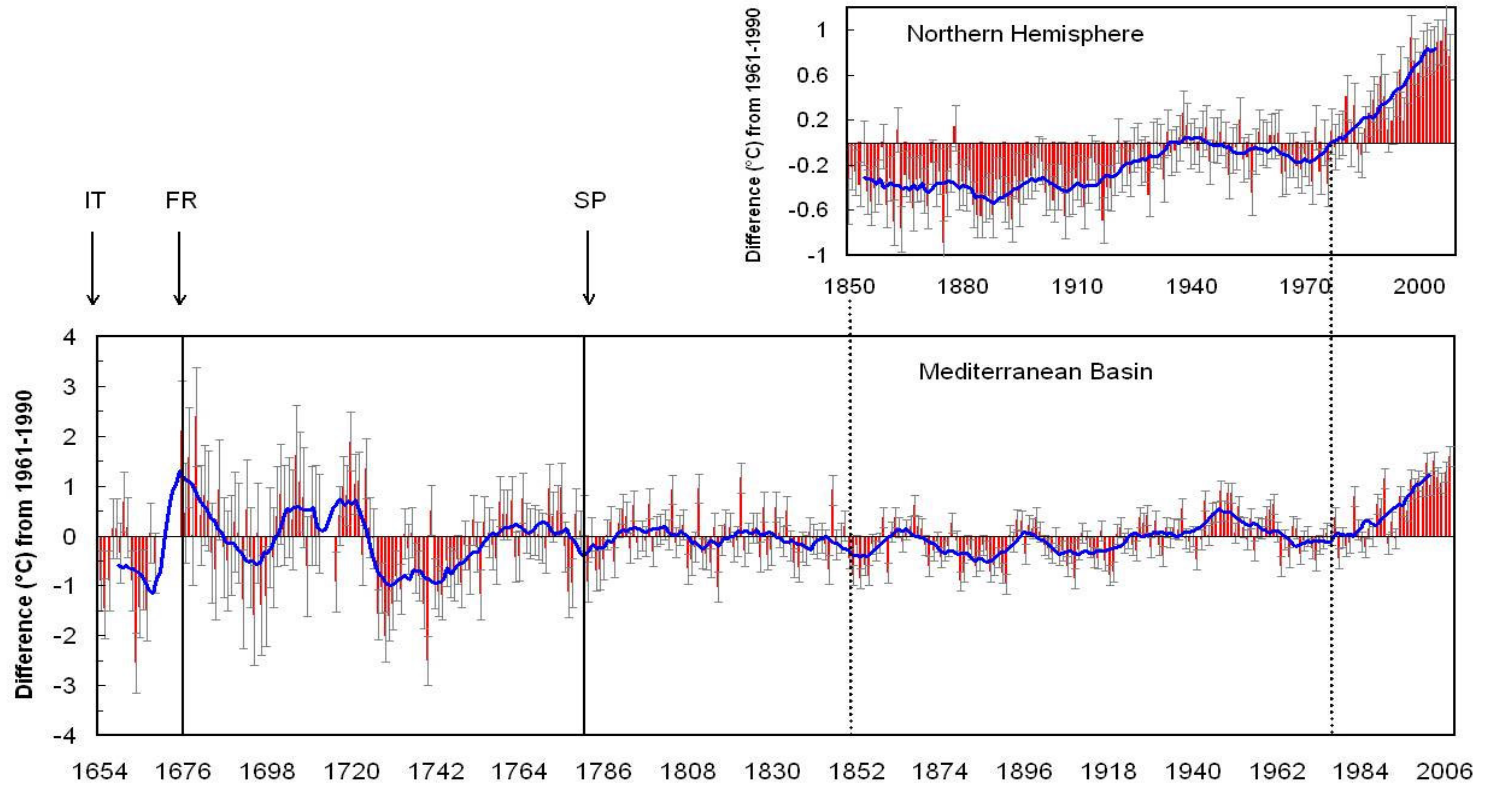 Northern Hemisphere
Difference (°C) from 1961-1990
1
0.6
0.2
-0.2
-0.6
-1
1850 1880 1910 1940 1970 2000
IT FR SP
Mediterranean Basin
Difference (°C) from 1961-1990
4
3
2
1
0
-1
-2
-3
-4
1654 1676 1698 1720 1742 1764 1786 1808 1830 1852 1874 1896 1918 1940 1962 1984 2006